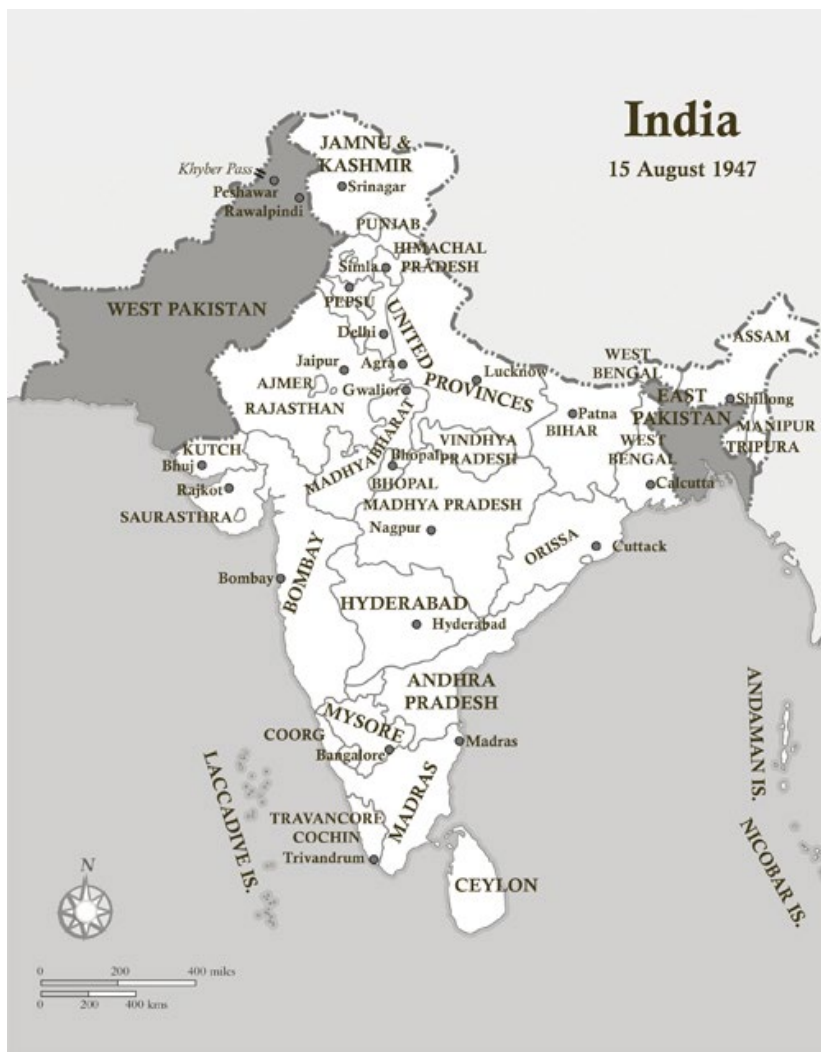 India
15 August 1947
JAMNU &
KASHMIR
Khyber Pass
Srinagar
Peshawar
Rawalpindi
PUNJAB
HIMACHAL
PRADESH
Simla
WEST PAKISTAN
PEPSU
UNITED
PROVINCES
Delhi
ASSAM
WEST
BENGAL
Jaipur
Agra
Lucknow
AJMER
Gwalior
EAST
PAKISTAN
Shillong
RAJASTHAN
Patna
BIHAR
MANIPUR
TRIPURA
KUTCH
MADHYABHARAT
VINDHYA
PRADESH
WEST
BENGAL
Bhuj
Bhopal
BHOPAL
Rajkot
Calcutta
MADHYA PRADESH
SAURASTHRA
Nagpur
ORISSA
Cuttack
Bombay
BOMBAY
HYDERABAD
Hyderabad
ANDHRA
PRADESH
MYSORE
COORG
Bangalore
Madras
MADRAS
ANDAMAN IS.
NICOBAR IS.
LACCADIVE IS.
TRAVANCORE
COCHIN
Trivandrum
CEYLON
N
0 200 400 miles
0 200 400 kms